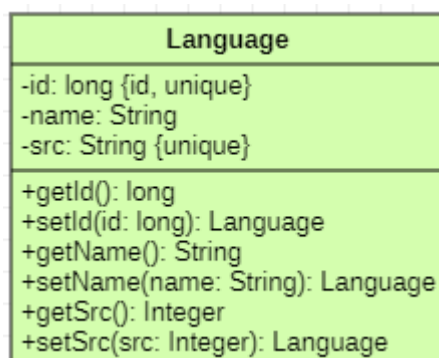 Language
-id: long {id, unique}
-name: String
-src: String {unique}
+getId(): long
+setId(id: long): Language
+getName(): String
+setName(name: String): Language
+getSrc(): Integer
+setSrc(src: Integer): Language